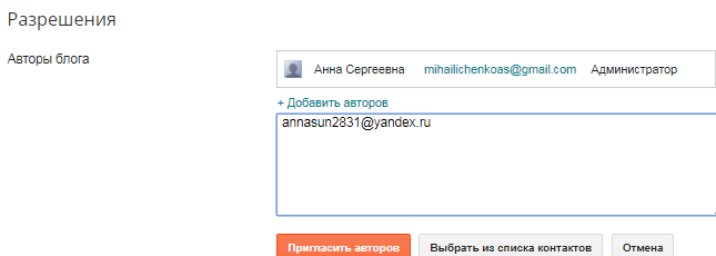 Разрешения
Авторы блога
Анна Сергеевна mihailichenkoas@gmail.com Администратор
+ Добавить авторов
annasun2831@yandex.ru
Пригласить авторов Выбрать из списка контактов Отмена